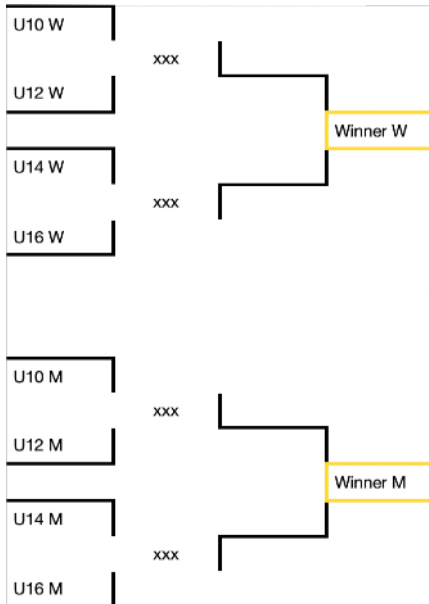 U10 W
xxx
U12 W
Winner W
U14 W
xxx
U16 W
U10 M
xxx
U12 M
Winner M
U14 M
xxx
U16 M